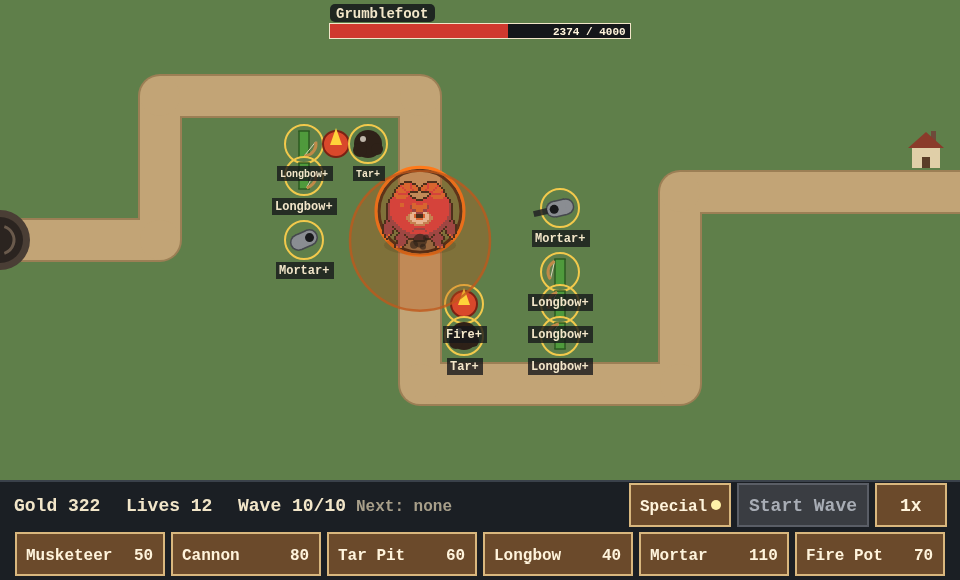 Grumblefoot
2374 / 4000
Longbow+
Tar+
Longbow+
Mortar+
Mortar+
Longbow+
Fire+
Longbow+
Tar+
Longbow+
Gold 322 Lives 12 Wave 10/10 Next: none
Special
Start Wave
1x
Musketeer 50
Cannon 80
Tar Pit 60
Longbow 40
Mortar 110
Fire Pot 70